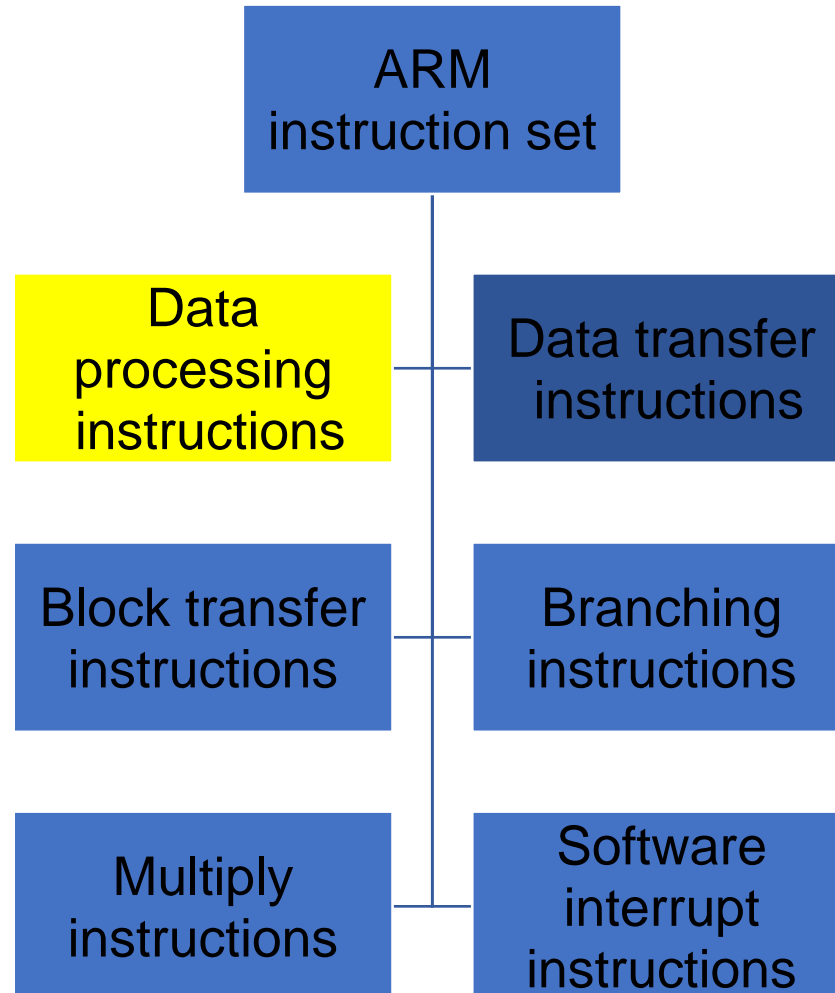 ARM
instruction set
Data
processing
instructions
Data transfer
instructions
Block transfer
instructions
Branching
instructions
Multiply
instructions
Software
interrupt
instructions